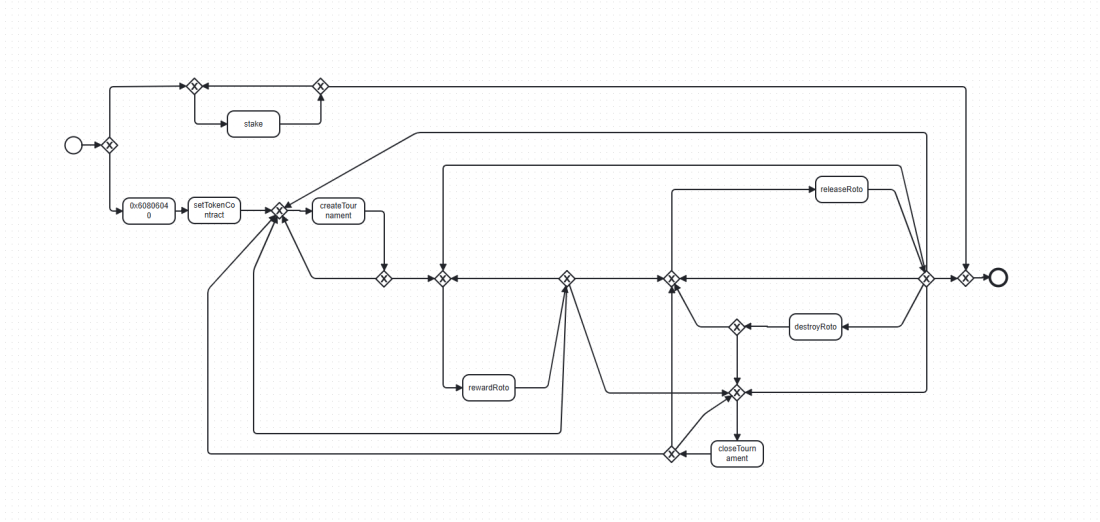 stake
releaseRoto
0x6080604
0
setTokenCo
ntract
createTour
nament
destroyRoto
rewardRoto
closeTourn
ament